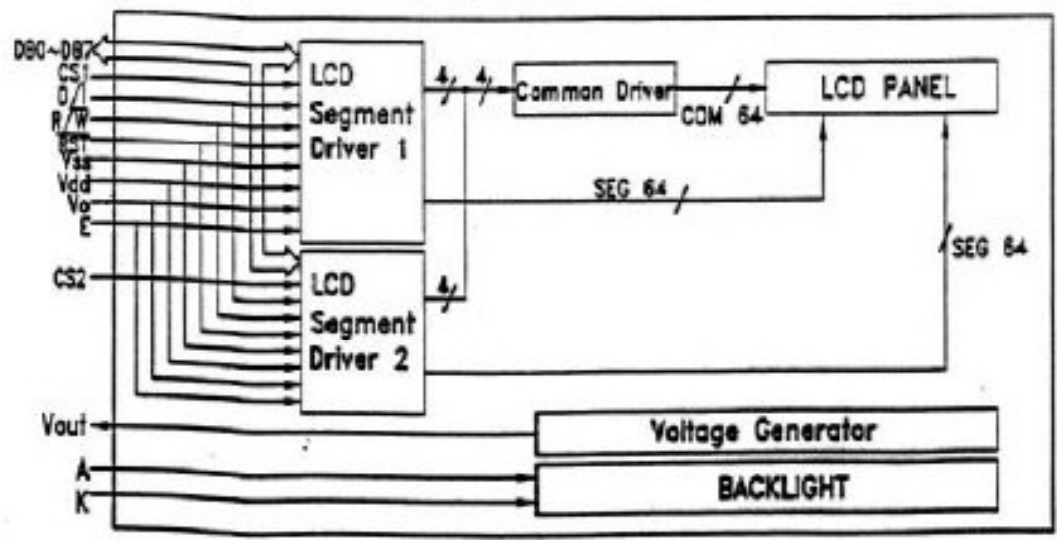 DB0~DB7
CS1
D/I
R/W
RST
Vss
Vdd
Vo
E
CS2
Vout
A
K
LCD
Segment
Driver 1
4
4
Common Driver
COM 64
LCD PANEL
SEG 64
SEG 64
LCD
Segment
Driver 2
4
Voltage Generator
BACKLIGHT